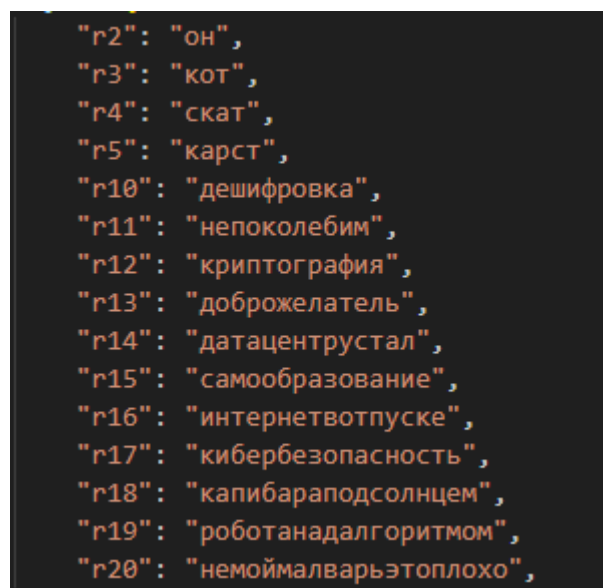 "r2": "он",
"r3": "кот",
"r4": "скат",
"r5": "карст",
"r10": "дешифровка",
"r11": "непоколебим",
"r12": "криптография",
"r13": "доброжелатель",
"r14": "датацентрустал",
"r15": "самообразование",
"r16": "интернетвотпуске",
"r17": "кибербезопасность",
"r18": "капибараподсолнцем",
"r19": "роботанадалгоритмом",
"r20": "немоймалварьэтоплохо",